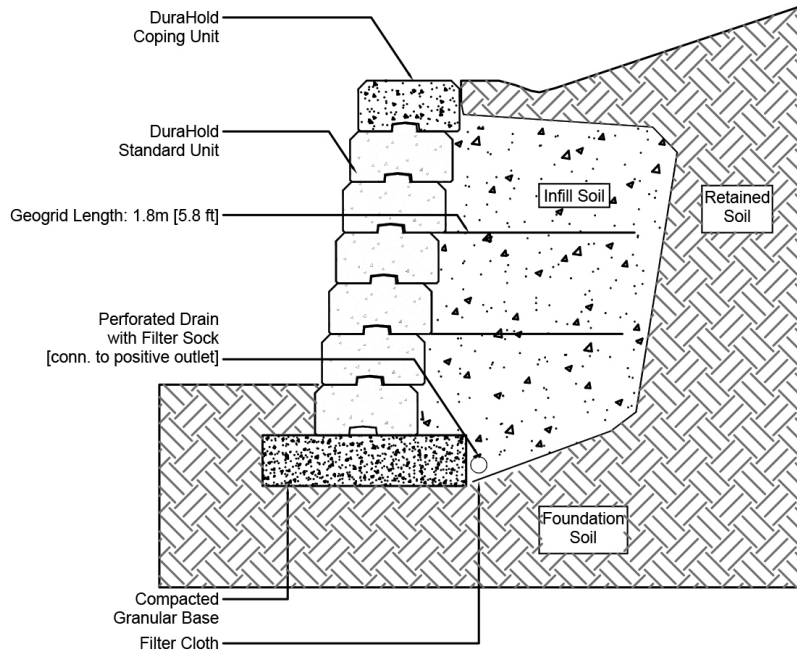 DuraHold
Coping Unit
DuraHold
Standard Unit
Infill Soil
Retained
Soil
Geogrid Length: 1.8m [5.8 ft]
Perforated Drain
with Filter Sock
[conn. to positive outlet]
Foundation
Soil
Compacted
Granular Base
Filter Cloth